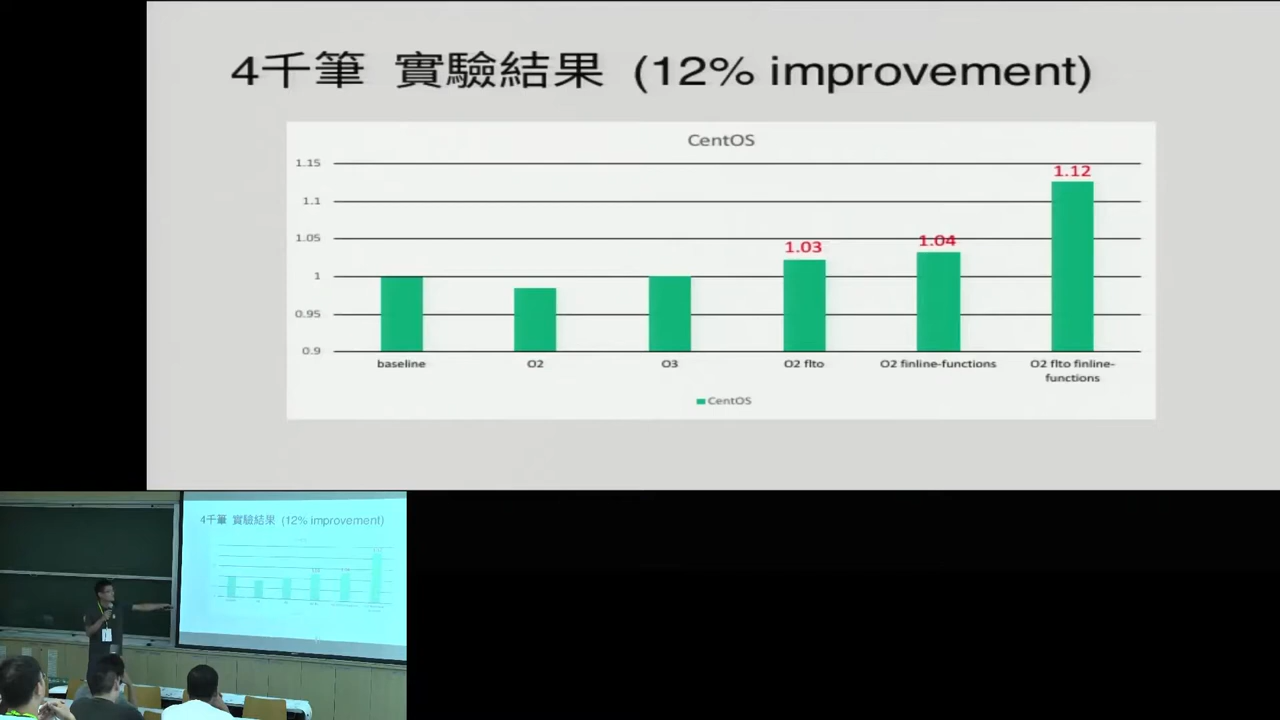 4千筆 實驗結果 (12% improvement)
CentOS
1.15
1.1
1.05
1
0.95
0.9
1.03
1.04
1.12
baseline
O2
O3
O2 flto
O2 finline-functions
O2 flto finline-
functions
CentOS
4千筆 實驗結果 (12% improvement)